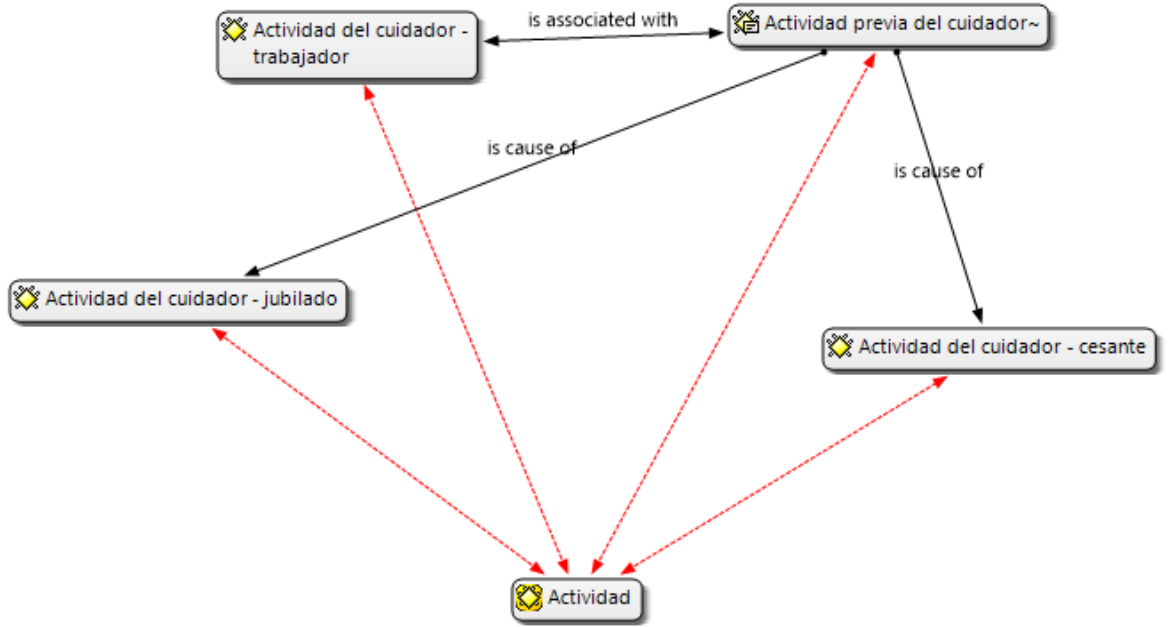 is associated with
Actividad previa del cuidador~
Actividad del cuidador -
trabajador
is cause of
is cause of
Actividad del cuidador - jubilado
Actividad del cuidador - cesante
Actividad